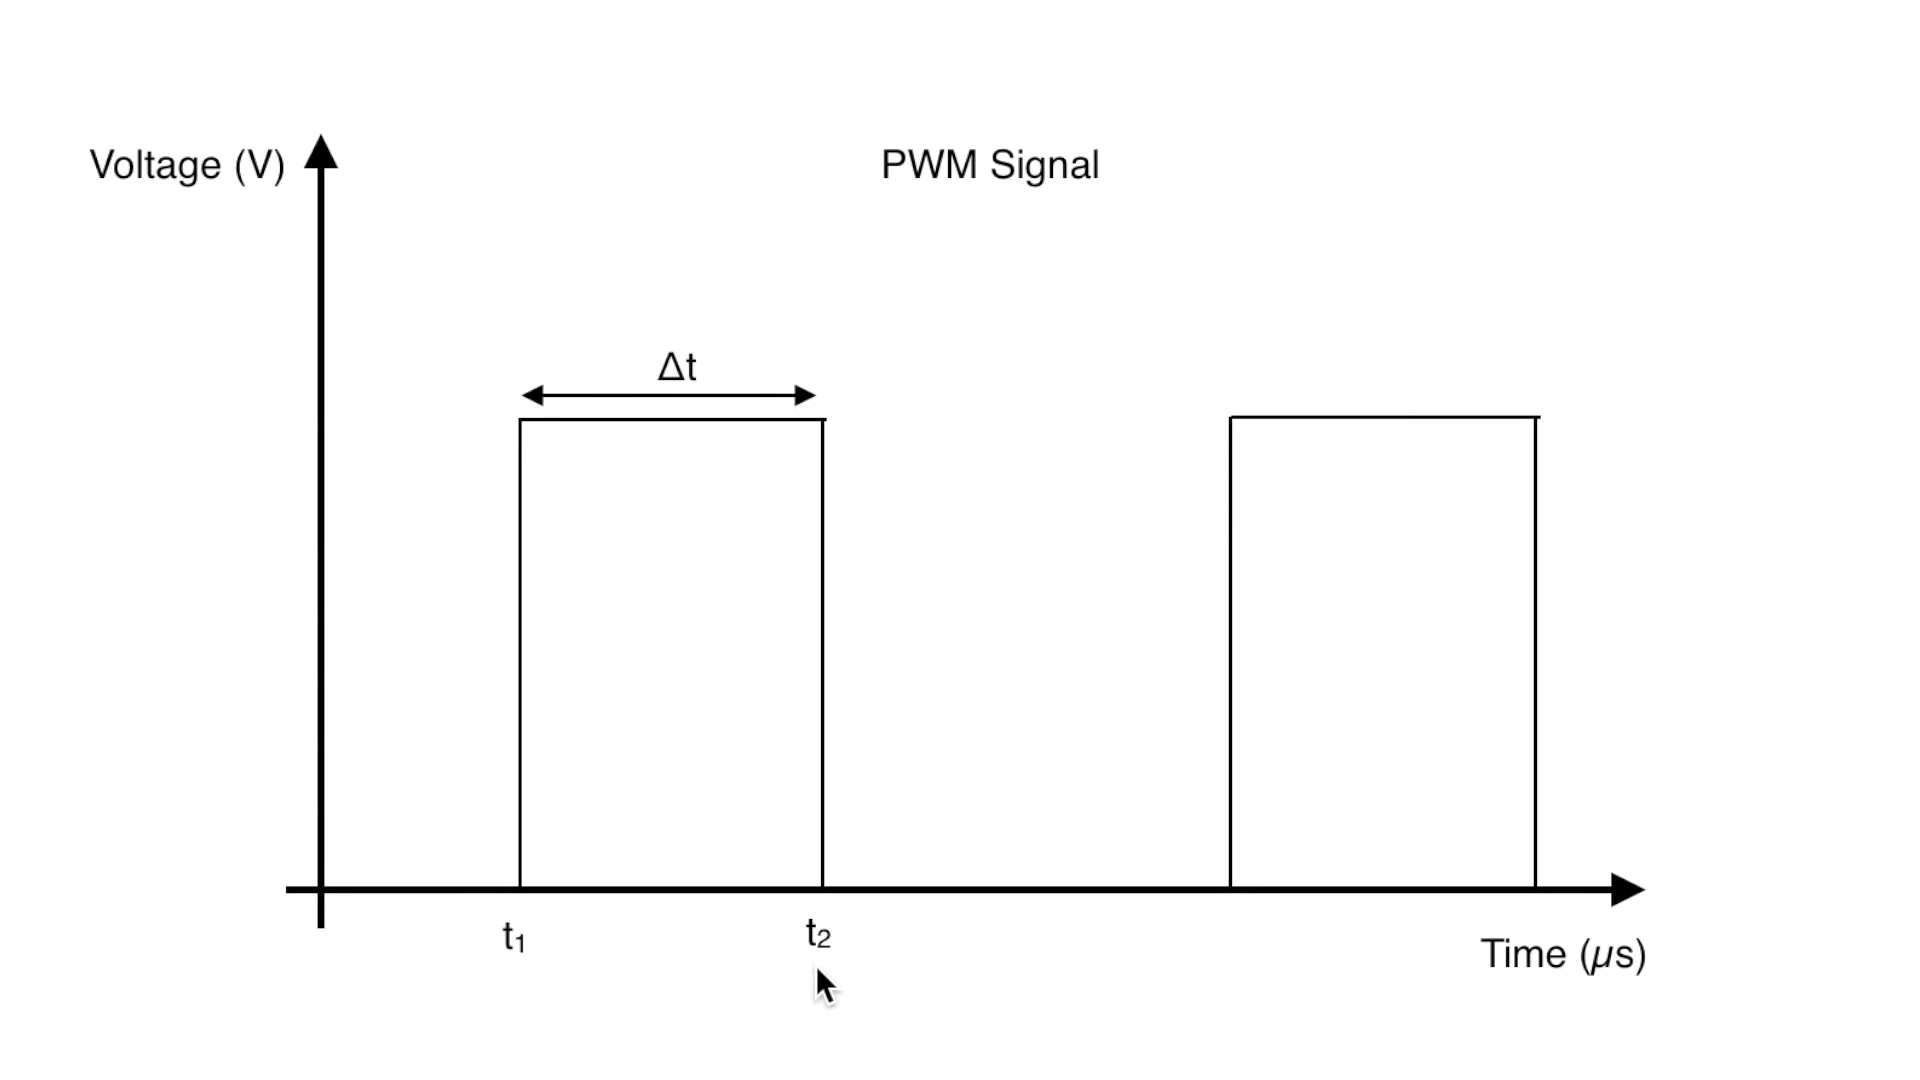 Voltage (V)
PWM Signal
Δt
t₁
t₂
Time (µs)